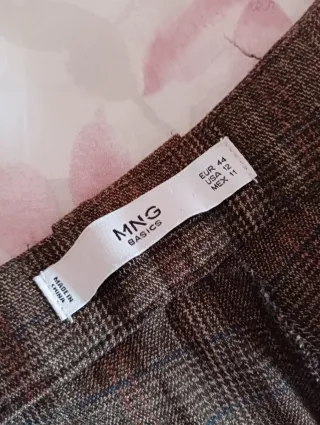 MNG
BASICS
EUR 44
USA 12
MEX 11
MADE IN
CHINA